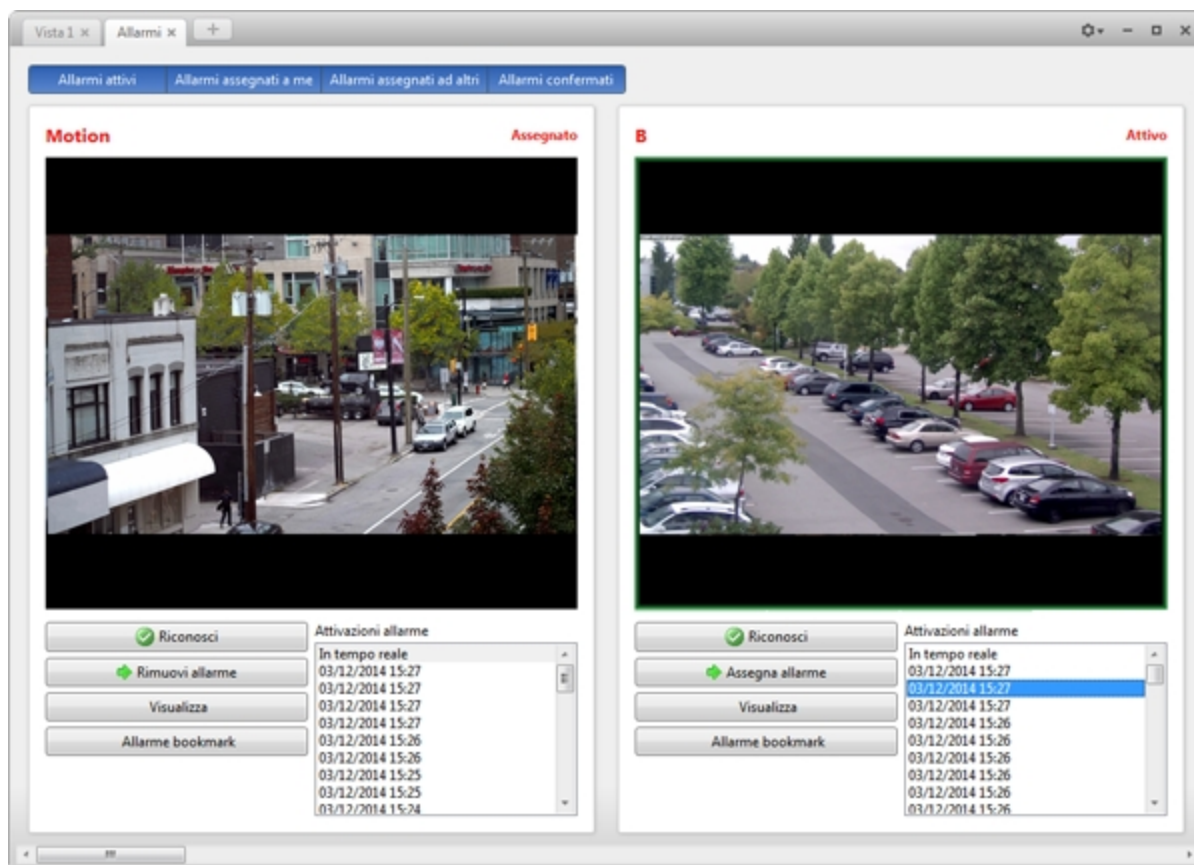 Vista 1
Allarmi
Allarmi attivi
Allarmi assegnati a me
Allarmi assegnati ad altri
Allarmi confermati
Motion
Assegnato
Riconosci
Rimuovi allarme
Visualizza
Allarme bookmark
Attivazioni allarme
In tempo reale
03/12/2014 15:27
03/12/2014 15:27
03/12/2014 15:27
03/12/2014 15:27
03/12/2014 15:26
03/12/2014 15:26
03/12/2014 15:25
03/12/2014 15:25
03/12/2014 15:24
B
Attivo
Riconosci
Assegna allarme
Visualizza
Allarme bookmark
Attivazioni allarme
In tempo reale
03/12/2014 15:27
03/12/2014 15:27
03/12/2014 15:27
03/12/2014 15:26
03/12/2014 15:26
03/12/2014 15:26
03/12/2014 15:26
03/12/2014 15:26
03/12/2014 15:26